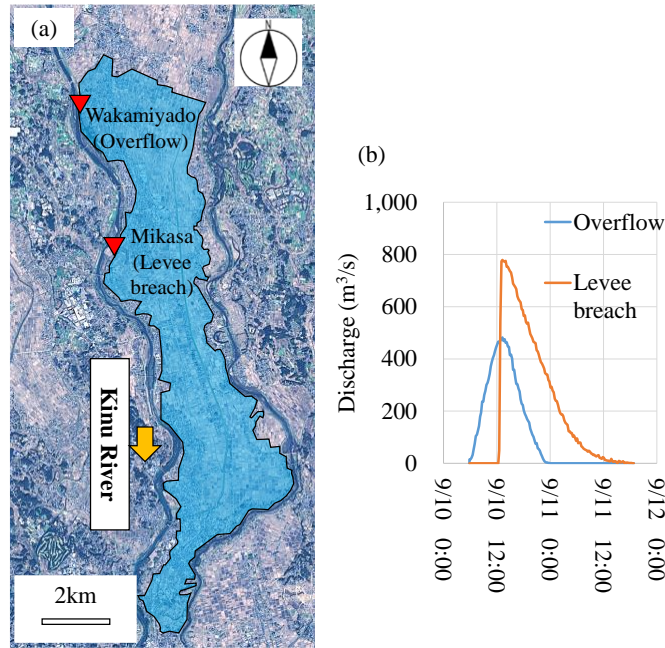 (a)
Wakamiyado
(Overflow)
Mikasa
(Levee
breach)
Kinu River
2km
(b)
1,000
800
600
400
200
0
Discharge (m³/s)
Overflow
Levee
breach
9/10 0:00
9/10 12:00
9/11 0:00
9/11 12:00
9/12 0:00